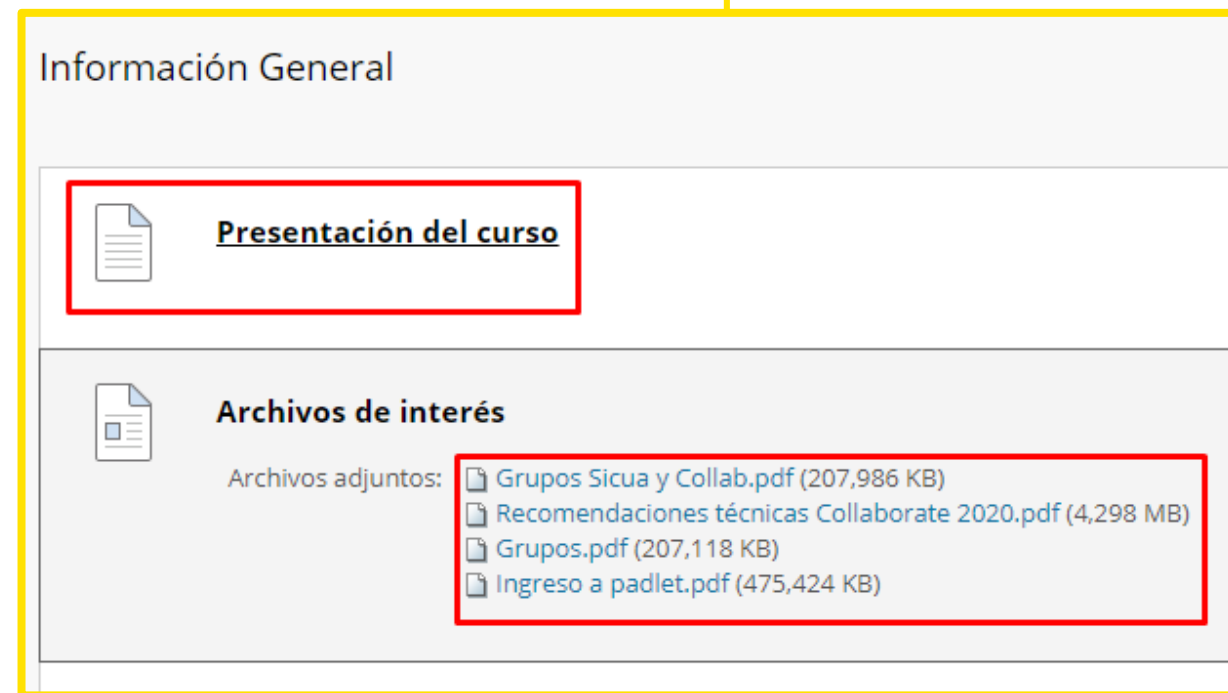 Información General
Presentación del curso
Archivos de interés
Archivos adjuntos: Grupos Sicua y Collab.pdf (207,986 KB)
Recomendaciones técnicas Collaborate 2020.pdf (4,298 MB)
Grupos.pdf (207,118 KB)
Ingreso a padlet.pdf (475,424 KB)